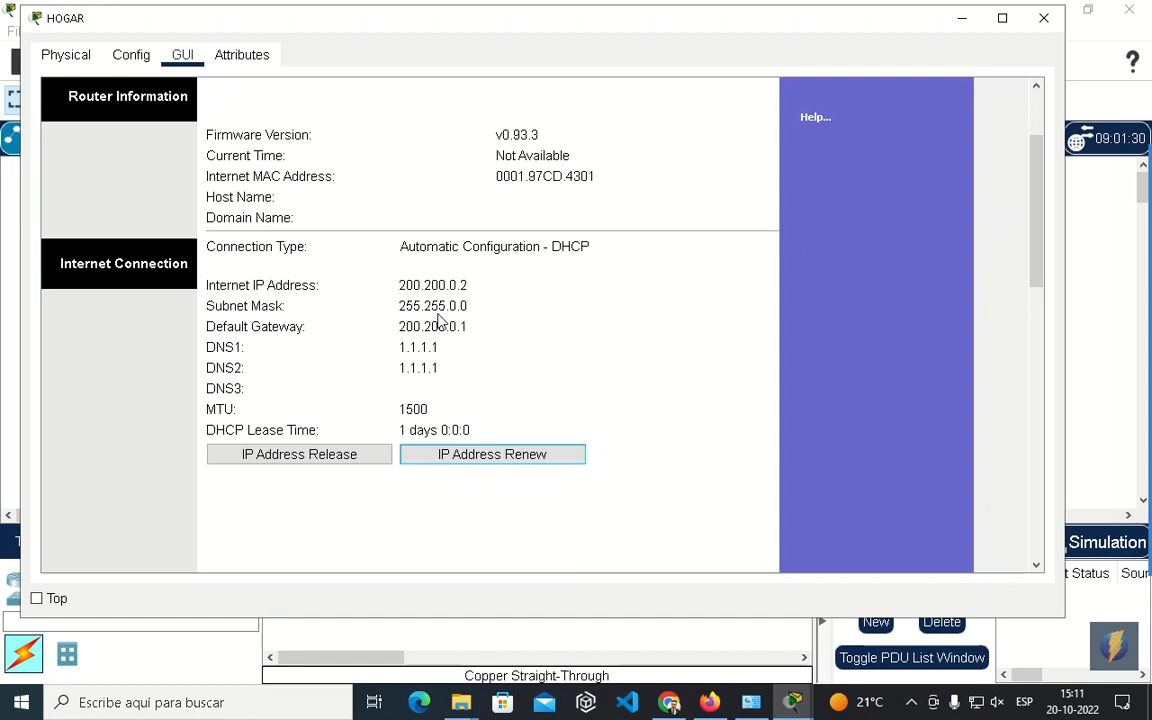 HOGAR
Fi
Physical
Config
GUI
Attributes
Router Information
Help...
Firmware Version:
v0.93.3
Current Time:
Not Available
09:01:30
Internet MAC Address:
0001.97CD.4301
Host Name:
Domain Name:
Connection Type:
Automatic Configuration - DHCP
Internet Connection
Internet IP Address:
200.200.0.2
Subnet Mask:
255.255.0.0
Default Gateway:
DNS1:
1.1.1.1
DNS2:
1.1.1.1
DNS3:
MTU:
1500
DHCP Lease Time:
1 days 0:0:0
IP Address Release
IP Address Renew
T
Simulation
t Status
Sour
Top
New
Delete
Toggle PDU List Window
Copper Straight-Through
Escribe aquí para buscar
21°C
ESP
15:11
20-10-2022